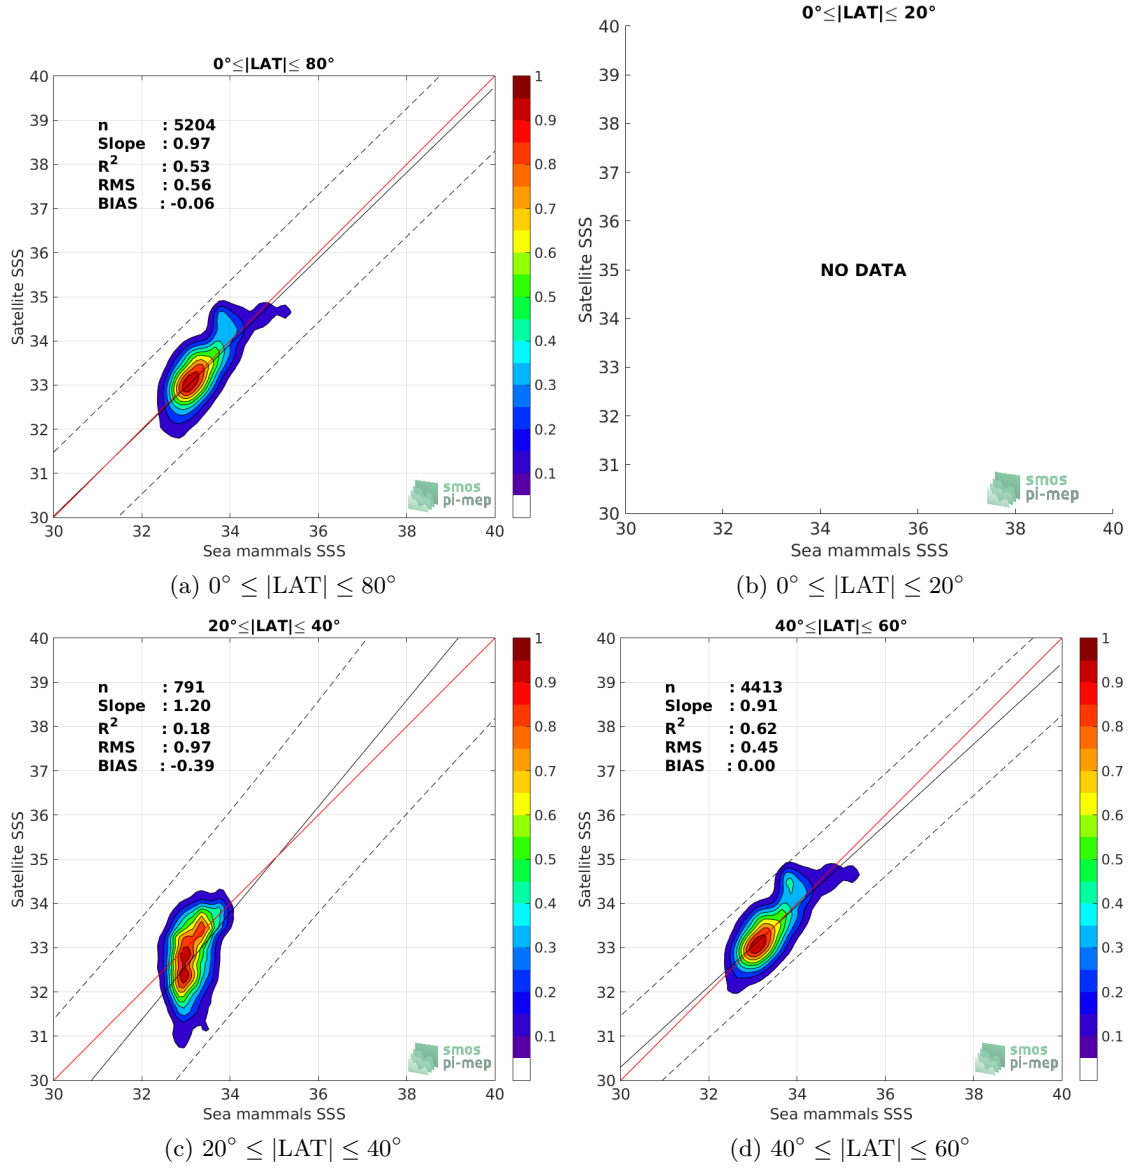 0°≤|LAT|≤ 80°
n : 5204
Slope : 0.97
R² : 0.53
RMS : 0.56
BIAS : -0.06
Satellite SSS
40
39
38
37
36
35
34
33
32
31
30
30 32 34 36 38 40
Sea mammals SSS
1
0.9
0.8
0.7
0.6
0.5
0.4
0.3
0.2
0.1
smos
pi-mep
(a) 0° ≤ |LAT| ≤ 80°
0°≤|LAT|≤ 20°
NO DATA
Satellite SSS
40
39
38
37
36
35
34
33
32
31
30
30 32 34 36 38 40
Sea mammals SSS
smos
pi-mep
(b) 0° ≤ |LAT| ≤ 20°
20°≤|LAT|≤ 40°
n : 791
Slope : 1.20
R² : 0.18
RMS : 0.97
BIAS : -0.39
Satellite SSS
40
39
38
37
36
35
34
33
32
31
30
30 32 34 36 38 40
Sea mammals SSS
1
0.9
0.8
0.7
0.6
0.5
0.4
0.3
0.2
0.1
smos
pi-mep
(c) 20° ≤ |LAT| ≤ 40°
40°≤|LAT|≤ 60°
n : 4413
Slope : 0.91
R² : 0.62
RMS : 0.45
BIAS : 0.00
Satellite SSS
40
39
38
37
36
35
34
33
32
31
30
30 32 34 36 38 40
Sea mammals SSS
1
0.9
0.8
0.7
0.6
0.5
0.4
0.3
0.2
0.1
smos
pi-mep
(d) 40° ≤ |LAT| ≤ 60°